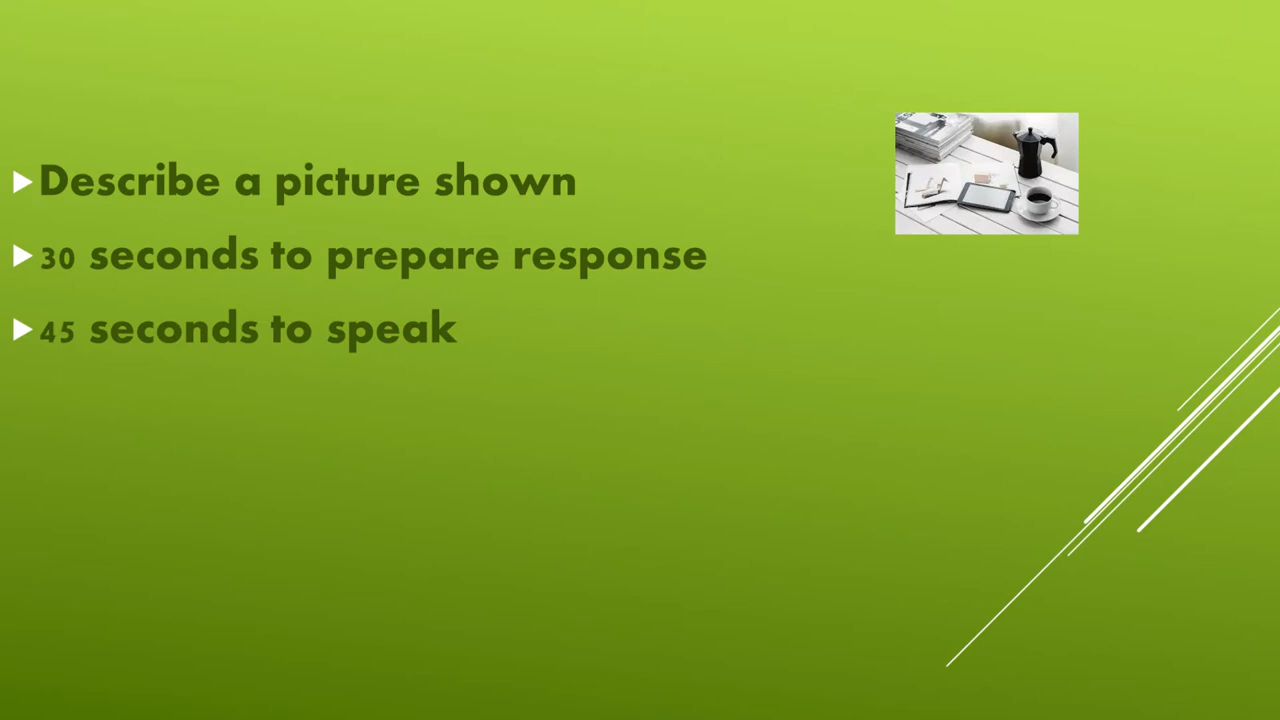 Describe a picture shown
30 seconds to prepare response
45 seconds to speak